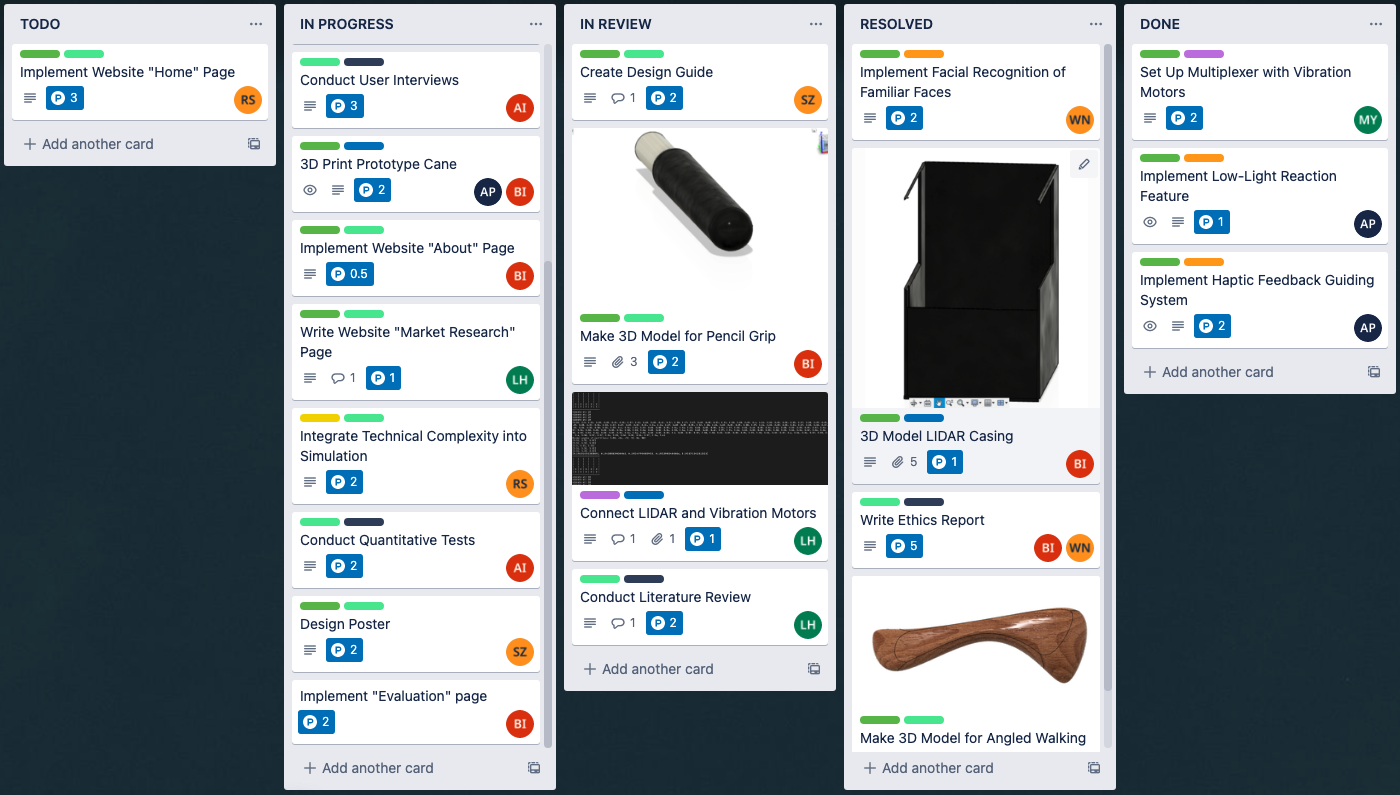 TODO
Implement Website "Home" Page
P 3
RS
Add another card
IN PROGRESS
Conduct User Interviews
P 3
AI
3D Print Prototype Cane
P 2
AP
BI
Implement Website "About" Page
P 0.5
BI
Write Website "Market Research"
Page
1
P 1
LH
Integrate Technical Complexity into
Simulation
P 2
RS
Conduct Quantitative Tests
P 2
AI
Design Poster
P 2
SZ
Implement "Evaluation" page
P 2
BI
Add another card
IN REVIEW
Create Design Guide
1
P 2
SZ
Make 3D Model for Pencil Grip
3
P 2
BI
Connect LIDAR and Vibration Motors
1
1
P 1
LH
Conduct Literature Review
1
P 2
LH
Add another card
RESOLVED
Implement Facial Recognition of
Familiar Faces
P 2
WN
3D Model LIDAR Casing
5
P 1
BI
Write Ethics Report
P 5
BI
WN
Make 3D Model for Angled Walking
Add another card
DONE
Set Up Multiplexer with Vibration
Motors
P 2
MY
Implement Low-Light Reaction
Feature
P 1
AP
Implement Haptic Feedback Guiding
System
P 2
AP
Add another card